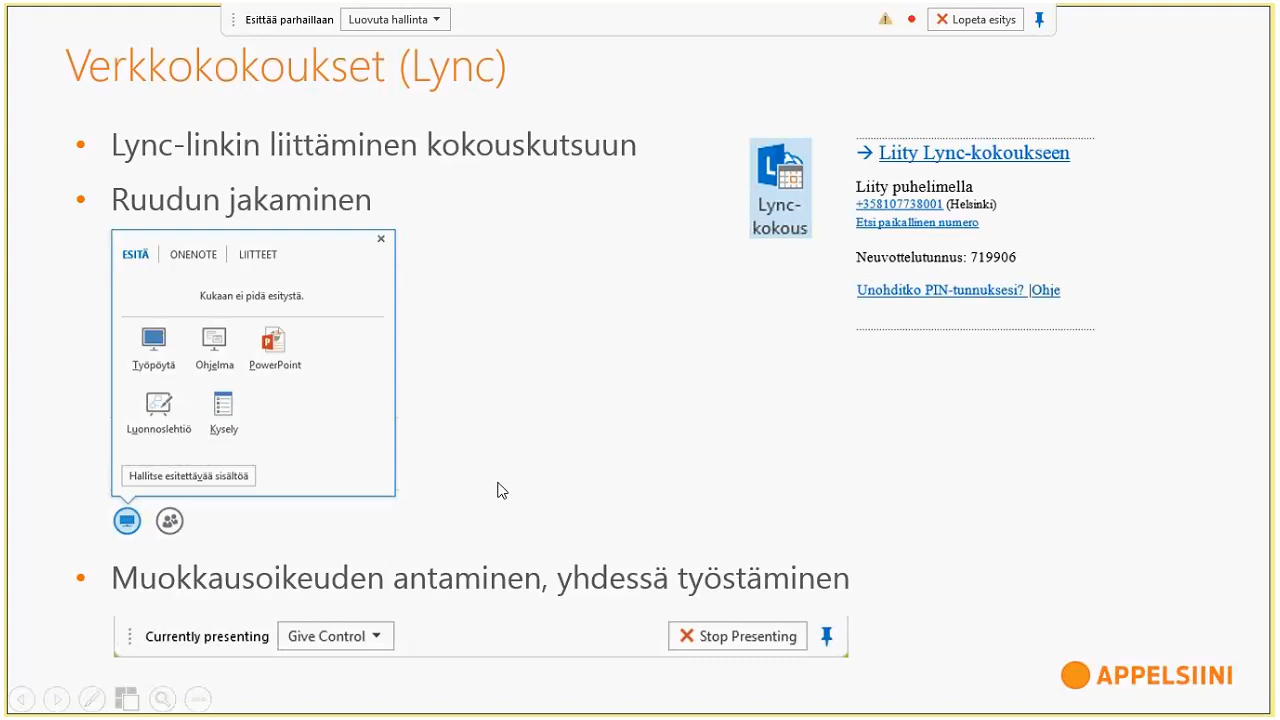 Esittää parhaillaan Luovuta hallinta Lopeta esitys
Verkkokokoukset (Lync)
• Lync-linkin liittäminen kokouskutsuun
• Ruudun jakaminen
ESITÄ ONENOTE LIITTEET
Kukaan ei pidä esitystä.
Työpöytä Ohjelma PowerPoint
Luonnoslehtiö Kysely
Hallitse esitettävää sisältöä
Lync-
kokous
→ Liity Lync-kokoukseen
Liity puhelimella
+358107738001 (Helsinki)
Etsi paikallinen numero
Neuvottelutunnus: 719906
Unohditko PIN-tunnuksesi? |Ohje
• Muokkausoikeuden antaminen, yhdessä työstäminen
Currently presenting Give Control Stop Presenting
APPELSIINI